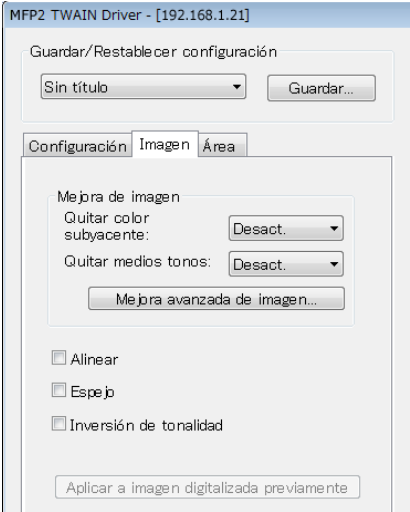 MFP2 TWAIN Driver - [192.168.1.21]
Guardar/Restablecer configuración
Sin título
Guardar...
Configuración Imagen Área
Mejora de imagen
Quitar color
subyacente:
Desact.
Quitar medios tonos:
Desact.
Mejora avanzada de imagen...
Alinear
Espejo
Inversión de tonalidad
Aplicar a imagen digitalizada previamente